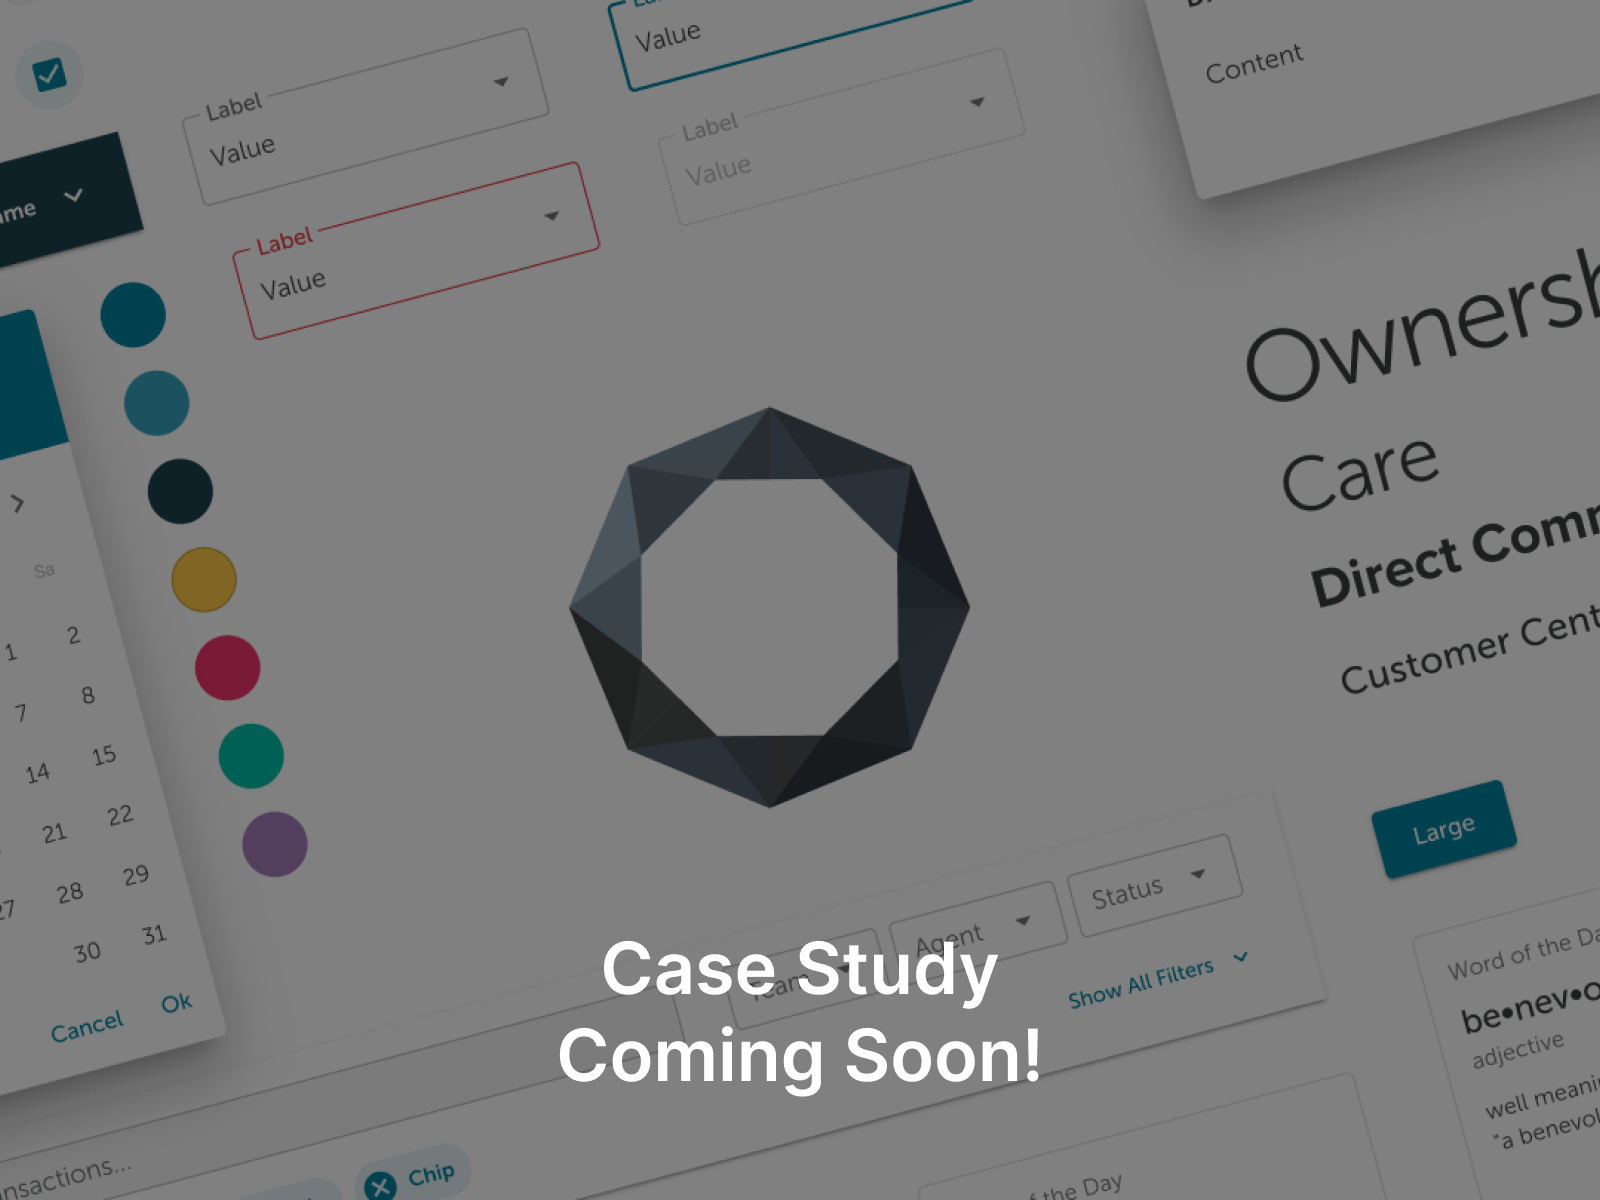 Value
Label
Value
Label
Value
Content
Label
Value
Ownersh
Care
Direct Com
Customer Cent
Sa
1 2
7 8
14 15
21 22
27 28 29
30 31
Cancel Ok
Large
Team
Agent
Status
Show All Filters
Case Study
Coming Soon!
Word of the Da
be•nev•o
adjective
well meani
"a benevol
nsactions...
Chip
f the Day